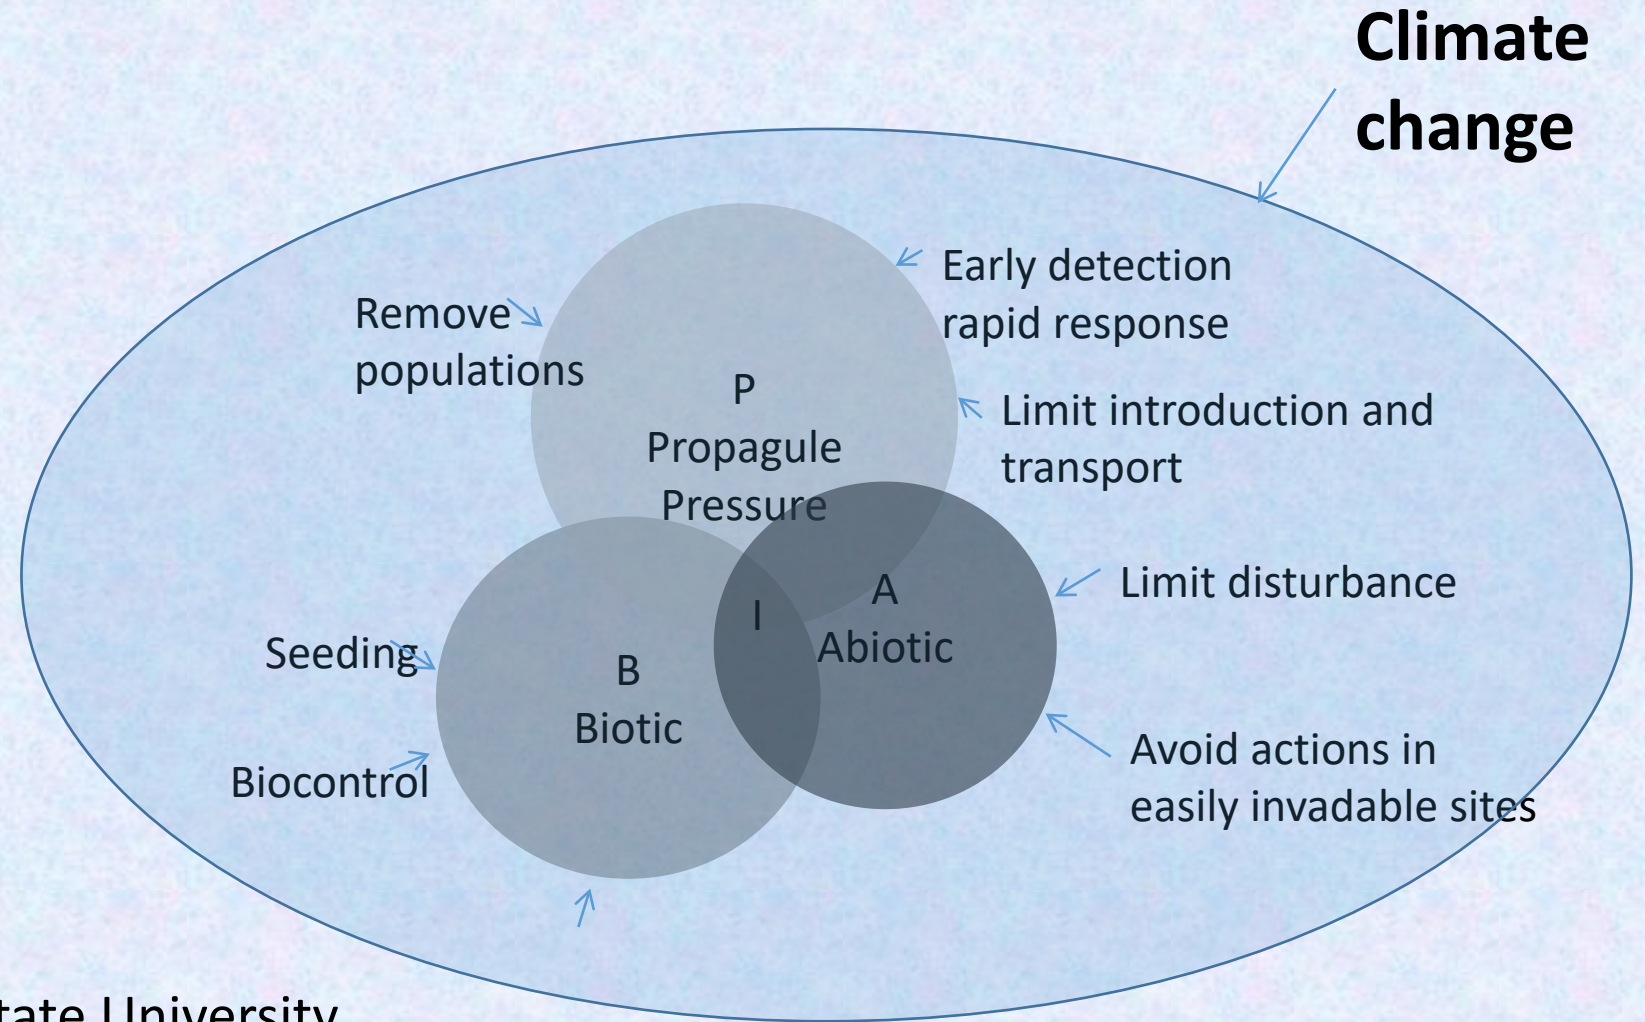 Climate
change
Early detection
rapid response
Remove
populations
P
Propagule
Pressure
Limit introduction and
transport
A
Abiotic
I
Limit disturbance
Seeding
B
Biotic
Biocontrol
Avoid actions in
easily invadable sites
University